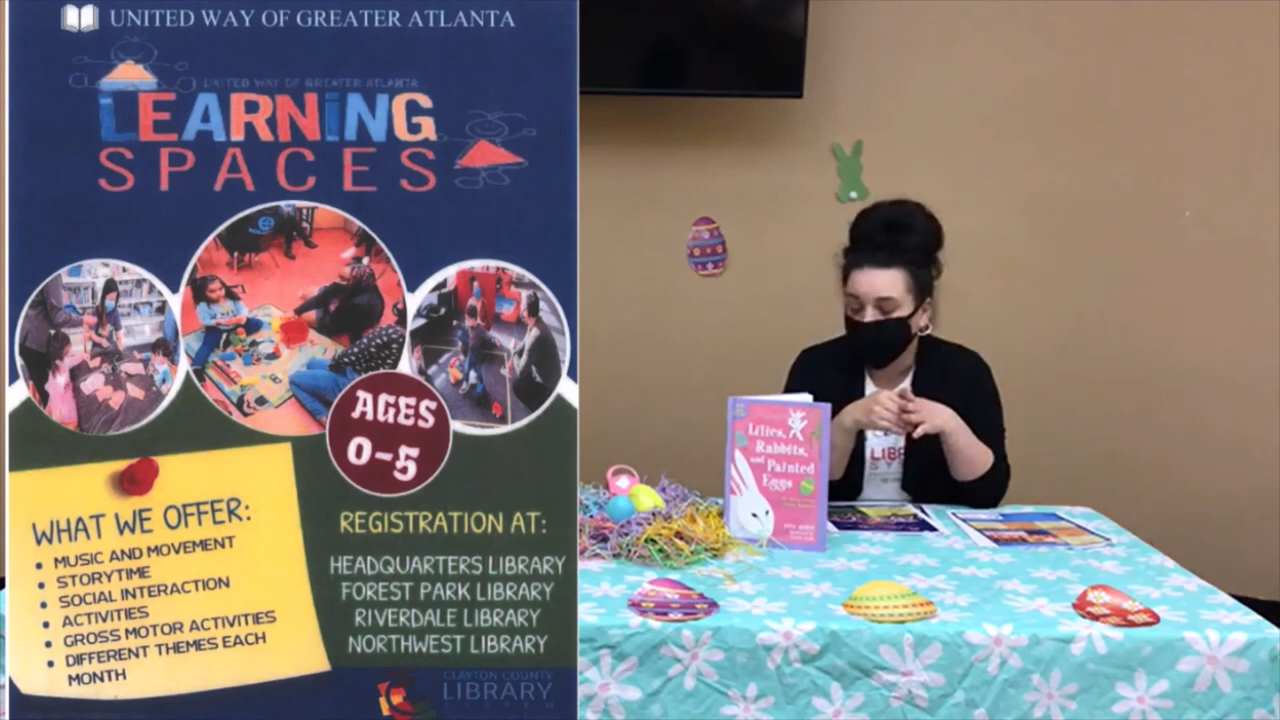 UNITED WAY OF GREATER ATLANTA
UNITED WAY OF GREATER ATLANTA
LEARNiNG
SPACES
AGES
0-5
WHAT WE OFFER:
• MUSIC AND MOVEMENT
• STORYTIME
• SOCIAL INTERACTION
• ACTIVITIES
• GROSS MOTOR ACTIVITIES
• DIFFERENT THEMES EACH
MONTH
REGISTRATION AT:
HEADQUARTERS LIBRARY
FOREST PARK LIBRARY
RIVERDALE LIBRARY
NORTHWEST LIBRARY
CLAYTON COUNTY
LIBRARY
SYSTEM
Lilies,
Rabbits,
and Painted
Eggs